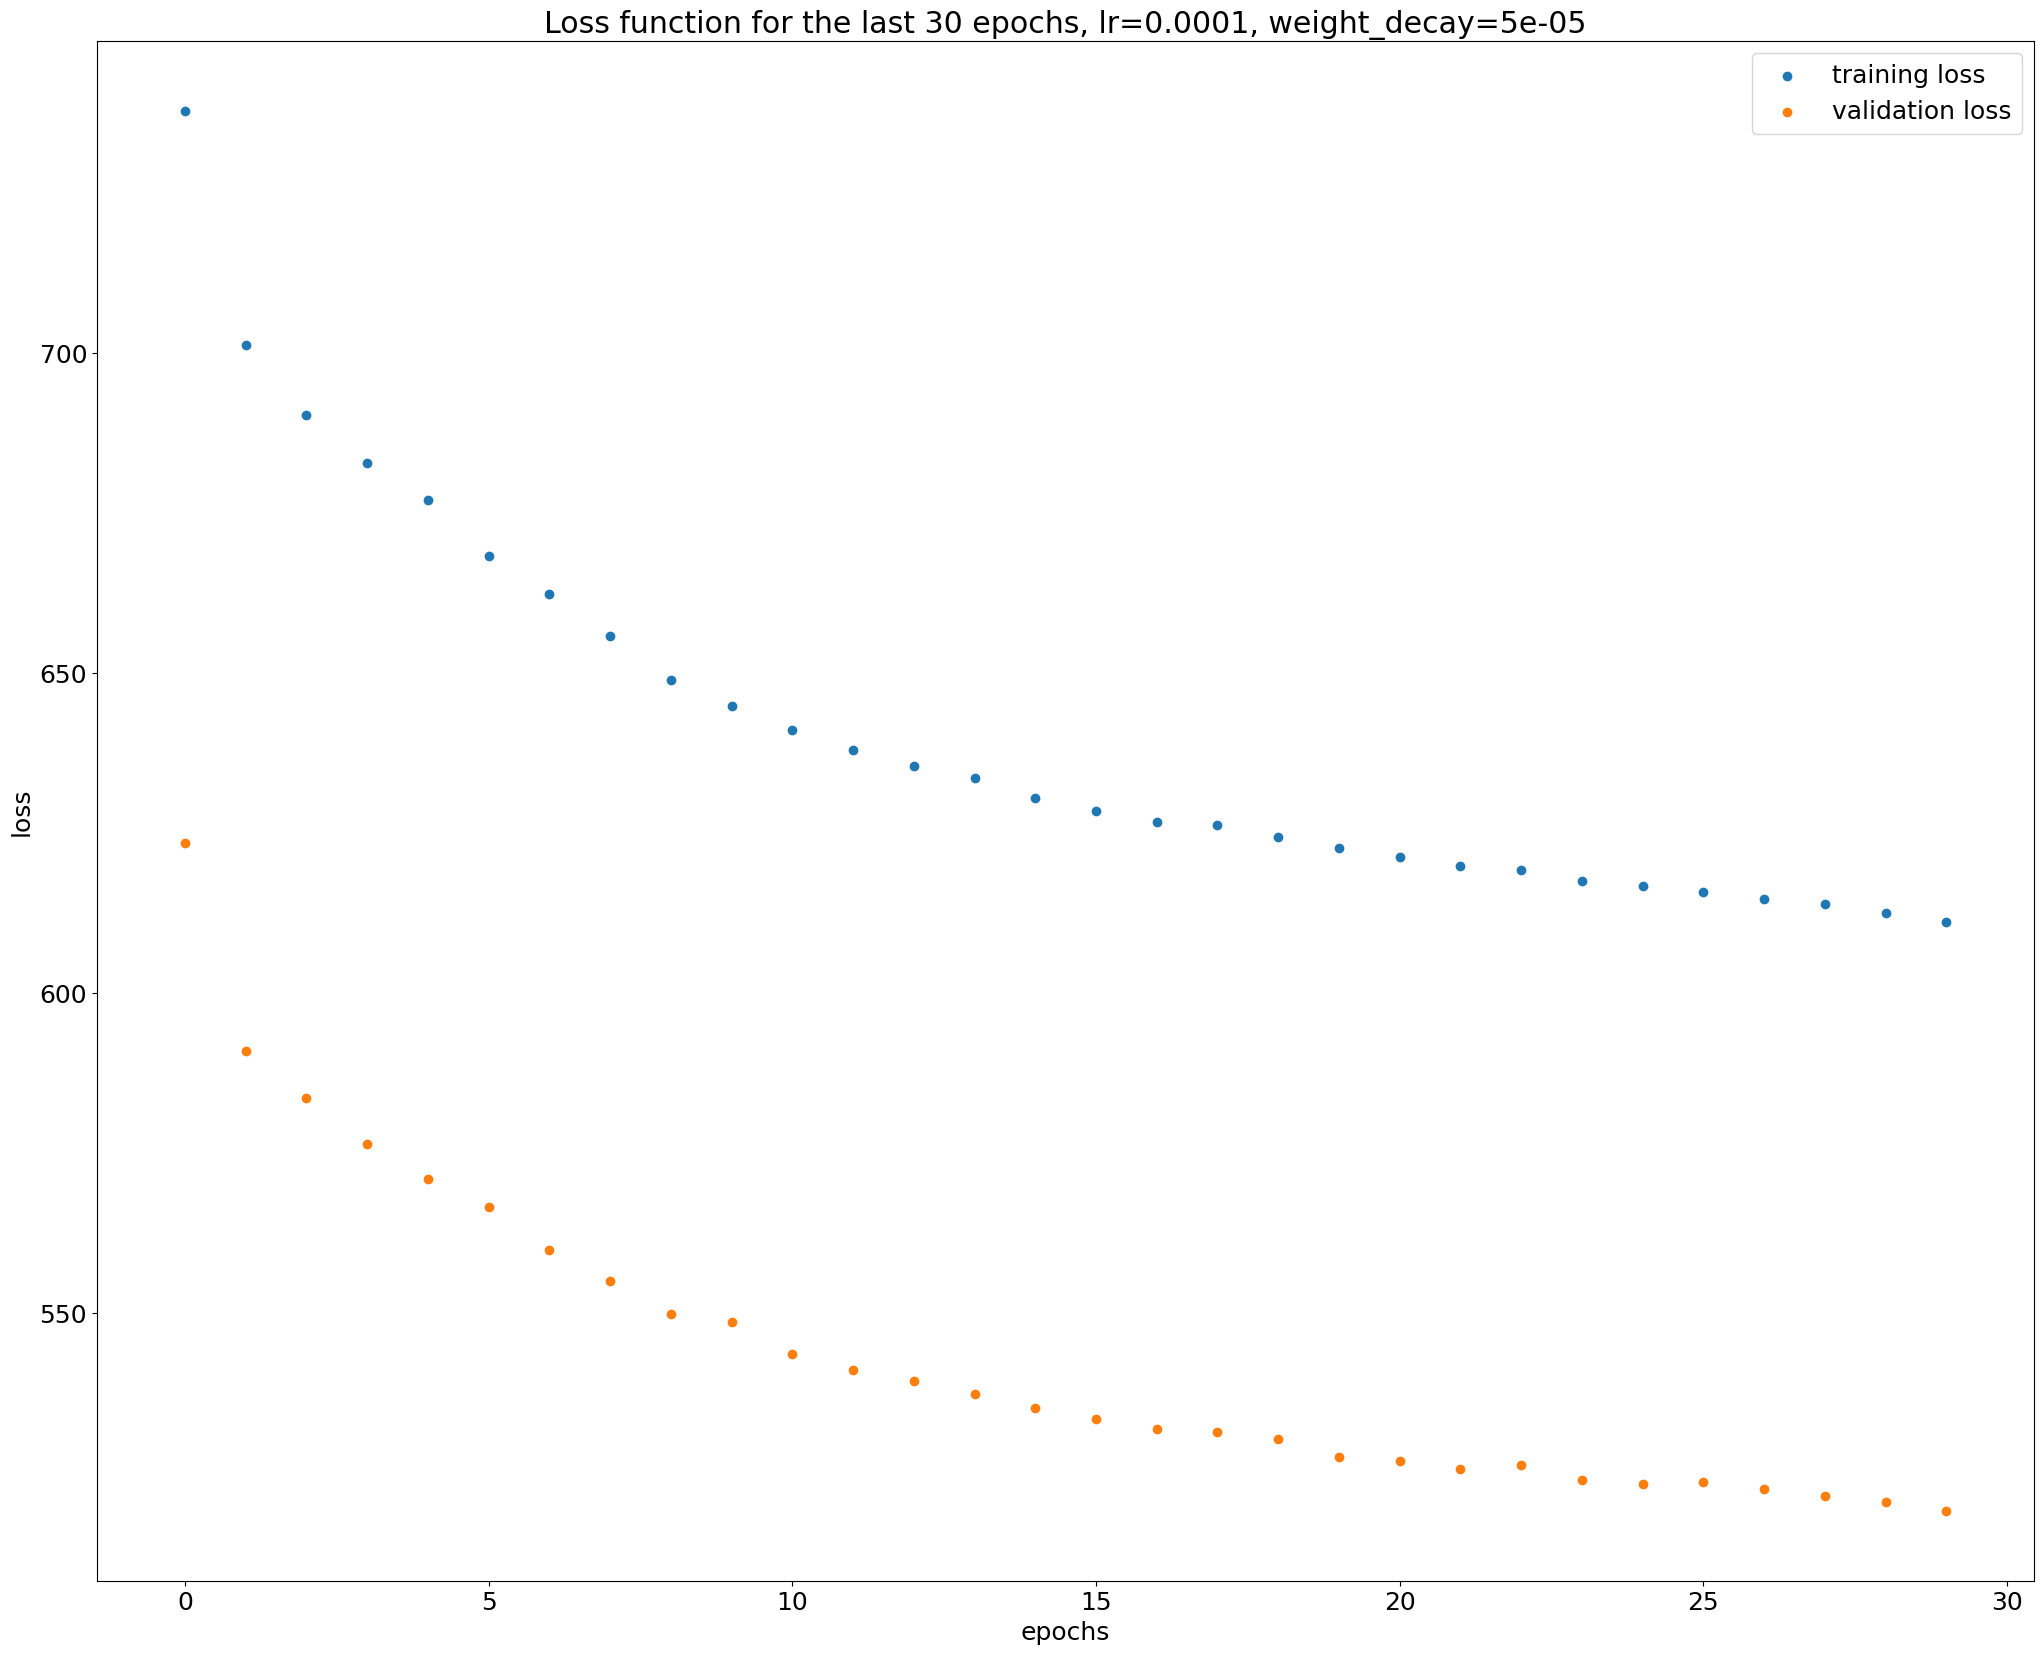 Loss function for the last 30 epochs, lr=0.0001, weight_decay=5e-05
training loss
validation loss
700
650
600
550
loss
0 5 10 15 20 25 30
epochs